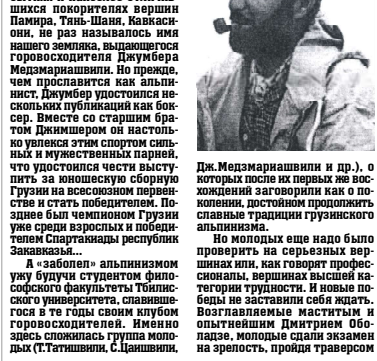 шихся покорителях вершин
Памира, Тянь-Шаня, Кавкаси-
они, не раз называлось имя
нашего земляка, выдающегося
горовосходителя Джумбера
Медзмариашвили. Но прежде,
чем прославится как альпи-
нист, Джумбер удостоился не-
скольких публикаций как бок-
сер. Вместе со старшим бра-
том Джимшером он настоль-
ко увлекся этим спортом силь-
ных и мужественных парней,
что удостоился чести высту-
пить за юношескую сборную
Грузии на всесоюзном первен-
стве и стать победителем. По-
зднее был чемпионом Грузии
уже среди взрослых и победи-
телем Спартакиады республик
Закавказья...
А «заболел» альпинизмом
ужу будучи студентом фило-
софского факультеты Тбилис-
ского университета, славивше-
гося в те годы своим клубом
горовосходителей. Именно
здесь сложилась группа моло-
дых (Т.Татишвили, С.Цаишвили,
Дж.Медзмариашвили и др.), о
которых после их первых же вос-
хождений заговорили как о по-
колении, достойном продолжить
славные традиции грузинского
альпинизма.
Но молодых еще надо было
проверить на серьезных вер-
шинах или, как говорят профес-
сионалы, вершинах высшей ка-
тегории трудности. И новые по-
беды не заставили себя ждать.
Возглавляемые маститым и
опытнейшим Дмитрием Обо-
ладзе, молодые сдали экзамен
на зрелость, пройдя траверсом